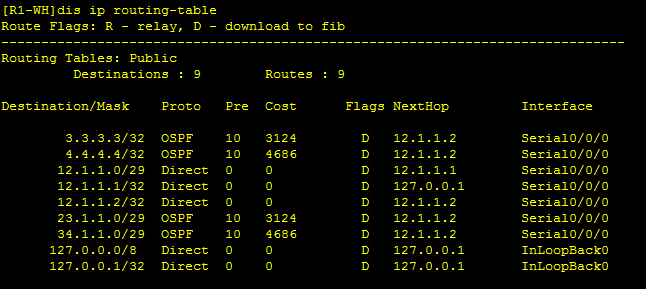 [R1-WH]dis ip routing-table
Route Flags: R - relay, D - download to fib
------------------------------------------------------------------------------
Routing Tables: Public
         Destinations : 9        Routes : 9
Destination/Mask    Proto  Pre  Cost      Flags NextHop         Interface
        3.3.3.3/32  OSPF   10   3124        D   12.1.1.2        Serial0/0/0
        4.4.4.4/32  OSPF   10   4686        D   12.1.1.2        Serial0/0/0
       12.1.1.0/29  Direct 0    0           D   12.1.1.1        Serial0/0/0
       12.1.1.1/32  Direct 0    0           D   127.0.0.1       Serial0/0/0
       12.1.1.2/32  Direct 0    0           D   12.1.1.2        Serial0/0/0
       23.1.1.0/29  OSPF   10   3124        D   12.1.1.2        Serial0/0/0
       34.1.1.0/29  OSPF   10   4686        D   12.1.1.2        Serial0/0/0
      127.0.0.0/8   Direct 0    0           D   127.0.0.1       InLoopBack0
      127.0.0.1/32  Direct 0    0           D   127.0.0.1       InLoopBack0